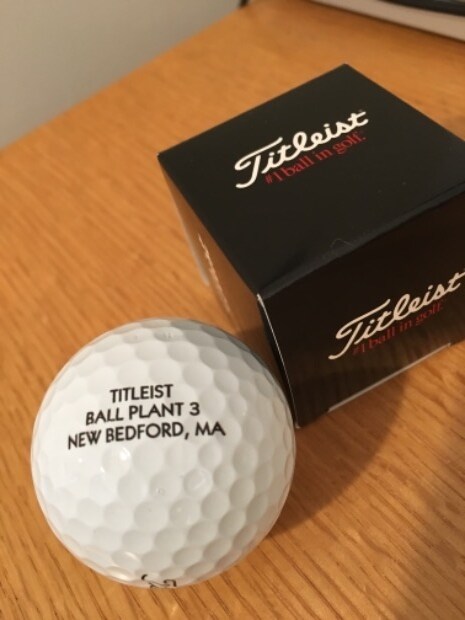 Titleist
#1 ball in golf.
Titleist
#1 ball in golf.
TITLEIST
BALL PLANT 3
NEW BEDFORD, MA